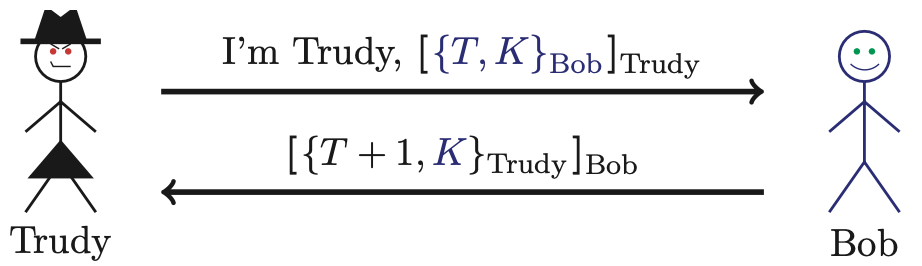 I'm Trudy, [{T, K}Bob]Trudy
[{T + 1, K}Trudy]Bob
Trudy
Bob